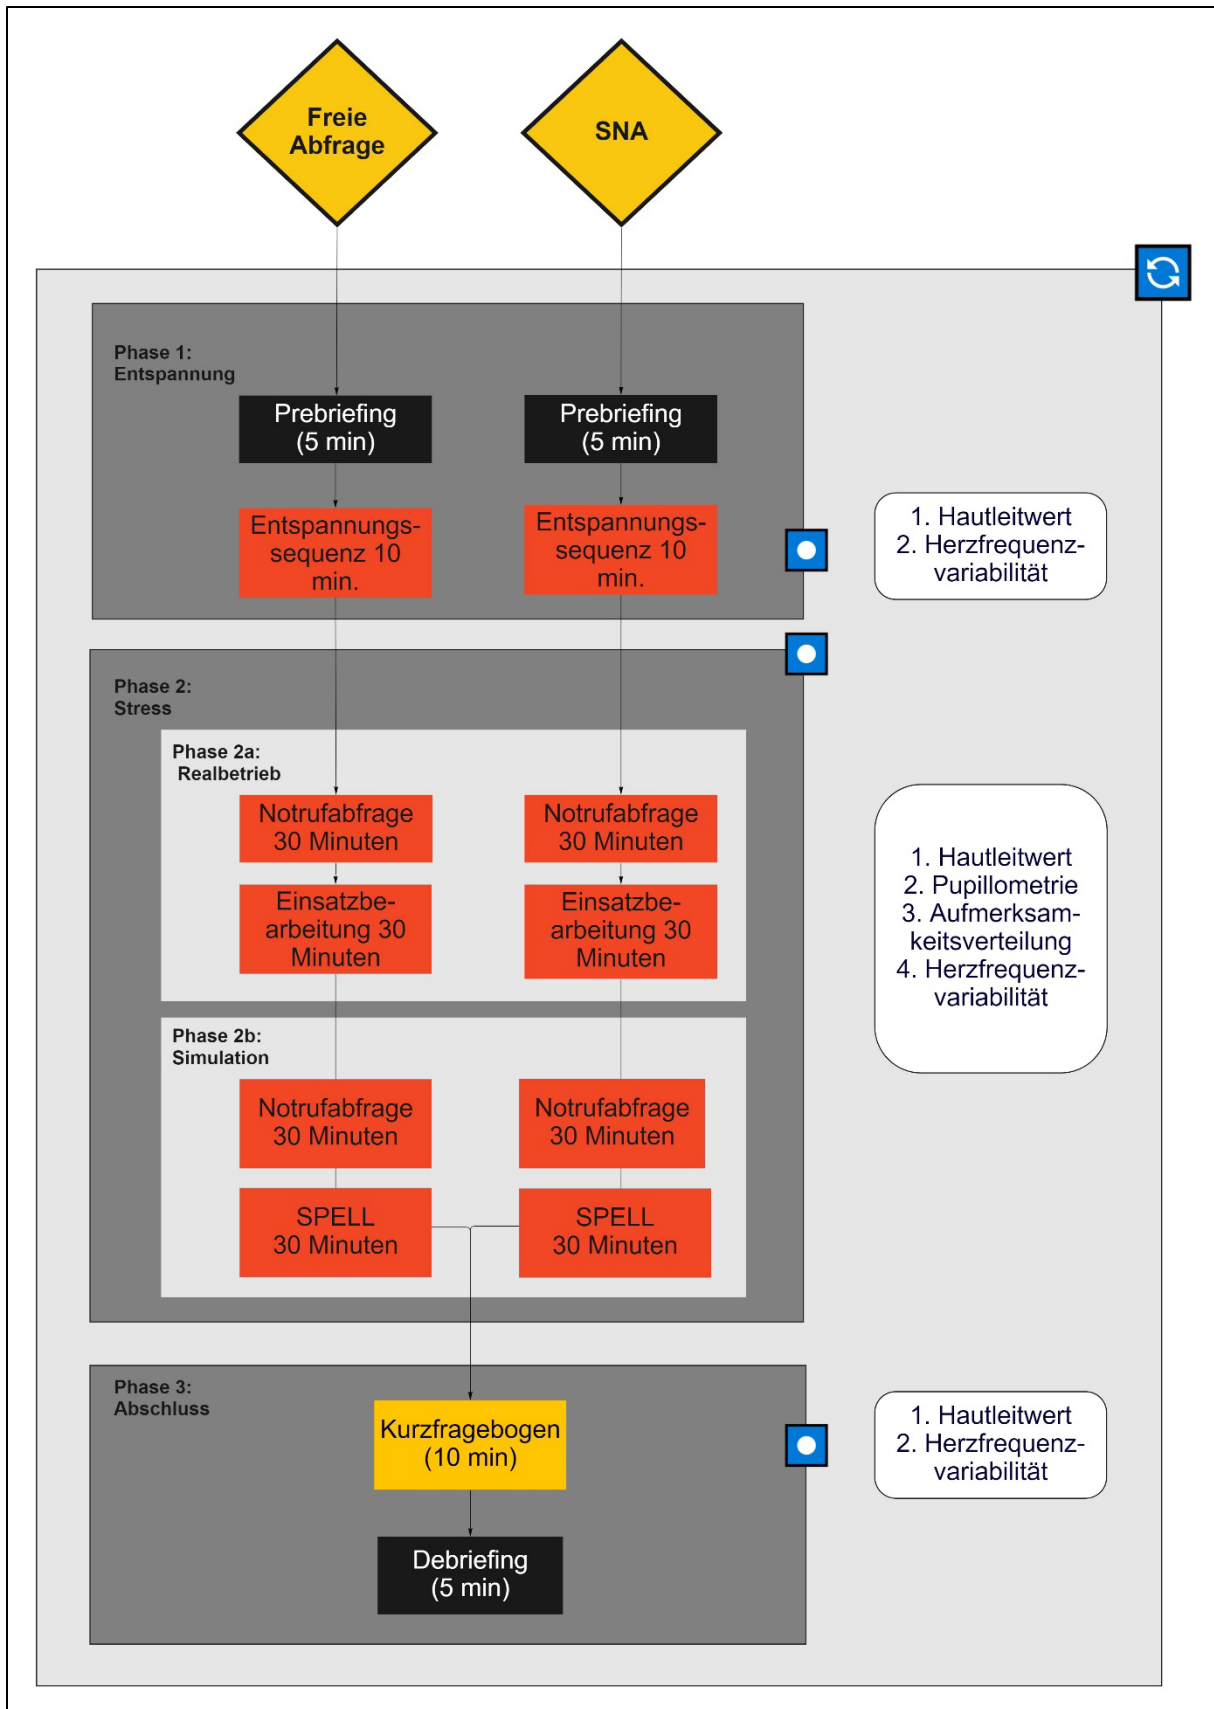 Freie
Abfrage
SNA
Phase 1:
Entspannung
Prebriefing
(5 min)
Prebriefing
(5 min)
Entspannungs-
sequenz 10
min.
Entspannungs-
sequenz 10
min.
1. Hautleitwert
2. Herzfrequenz-
variabilität
Phase 2:
Stress
Phase 2a:
Realbetrieb
Notrufabfrage
30 Minuten
Notrufabfrage
30 Minuten
Einsatzbe-
arbeitung 30
Minuten
Einsatzbe-
arbeitung 30
Minuten
1. Hautleitwert
2. Pupillometrie
3. Aufmerksam-
keitsverteilung
4. Herzfrequenz-
variabilität
Phase 2b:
Simulation
Notrufabfrage
30 Minuten
Notrufabfrage
30 Minuten
SPELL
30 Minuten
SPELL
30 Minuten
Phase 3:
Abschluss
Kurzfragebogen
(10 min)
1. Hautleitwert
2. Herzfrequenz-
variabilität
Debriefing
(5 min)